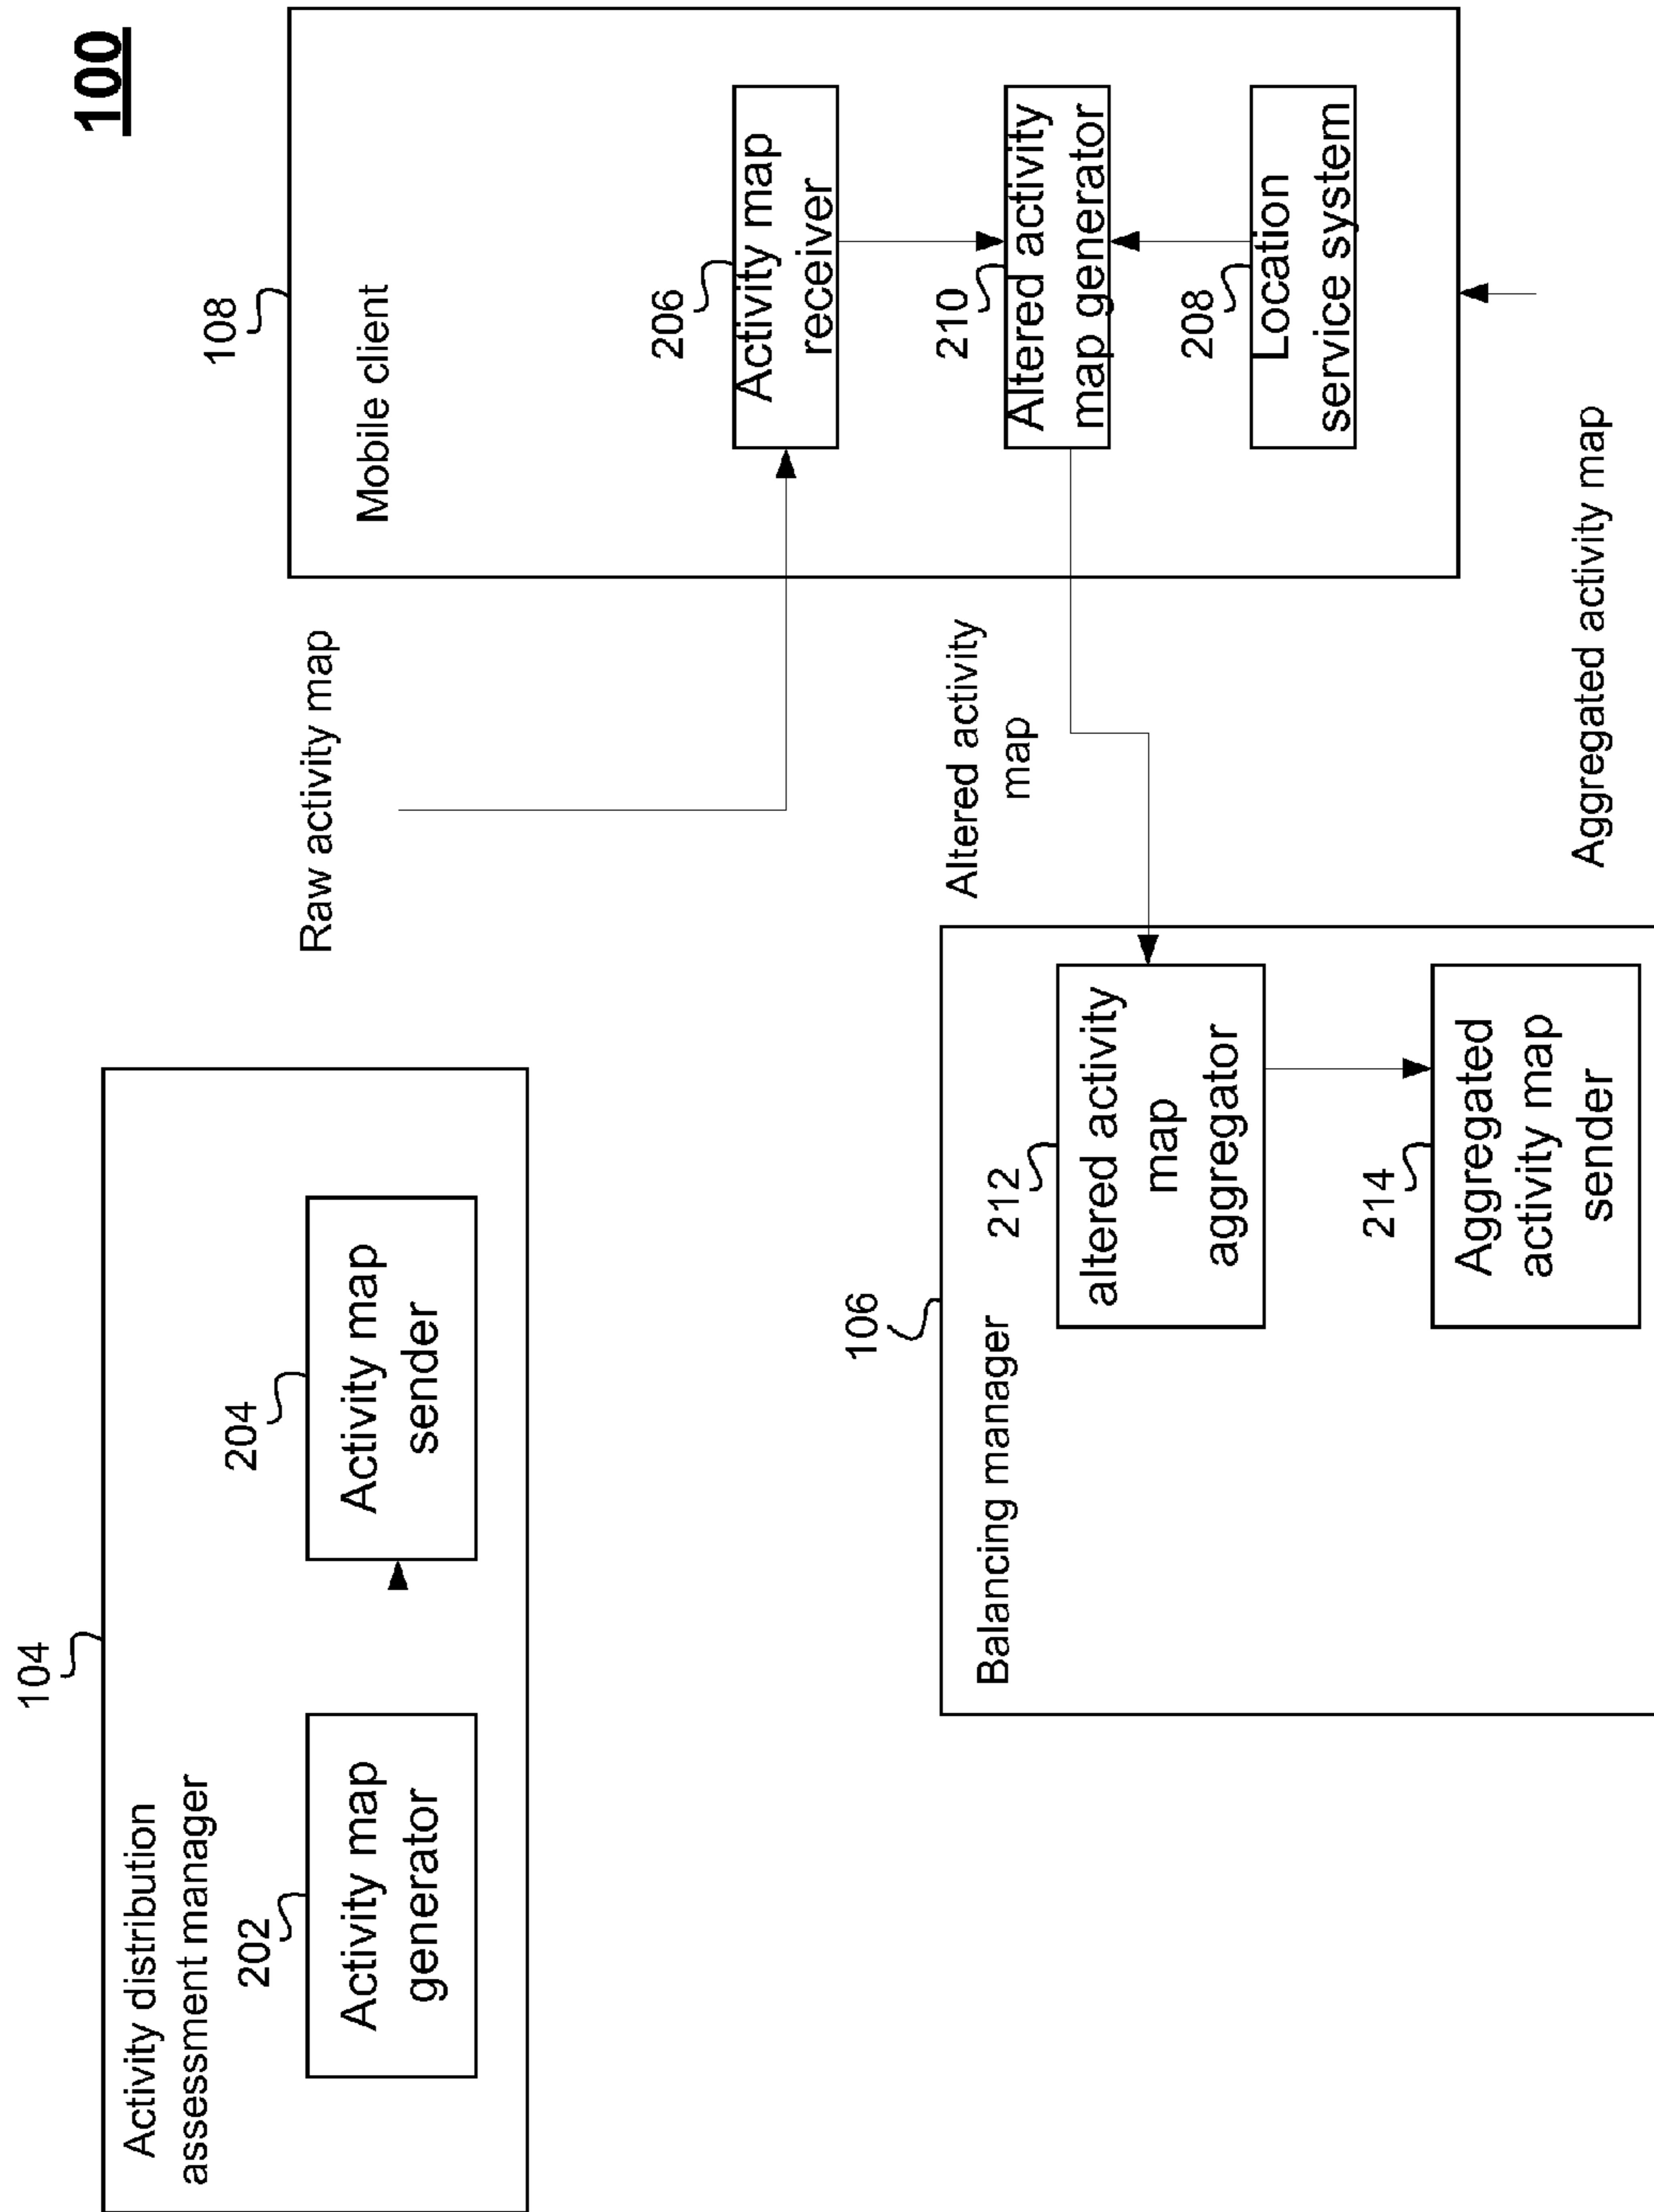 100
104
Activity distribution
assessment manager
202
Activity map
generator
204
Activity map
sender
Raw activity map
108
Mobile client
206
Activity map
receiver
210
Altered activity
map generator
208
Location
service system
Altered activity
map
106
Balancing manager
212
altered activity
map
aggregator
214
Aggregated
activity map
sender
Aggregated activity map